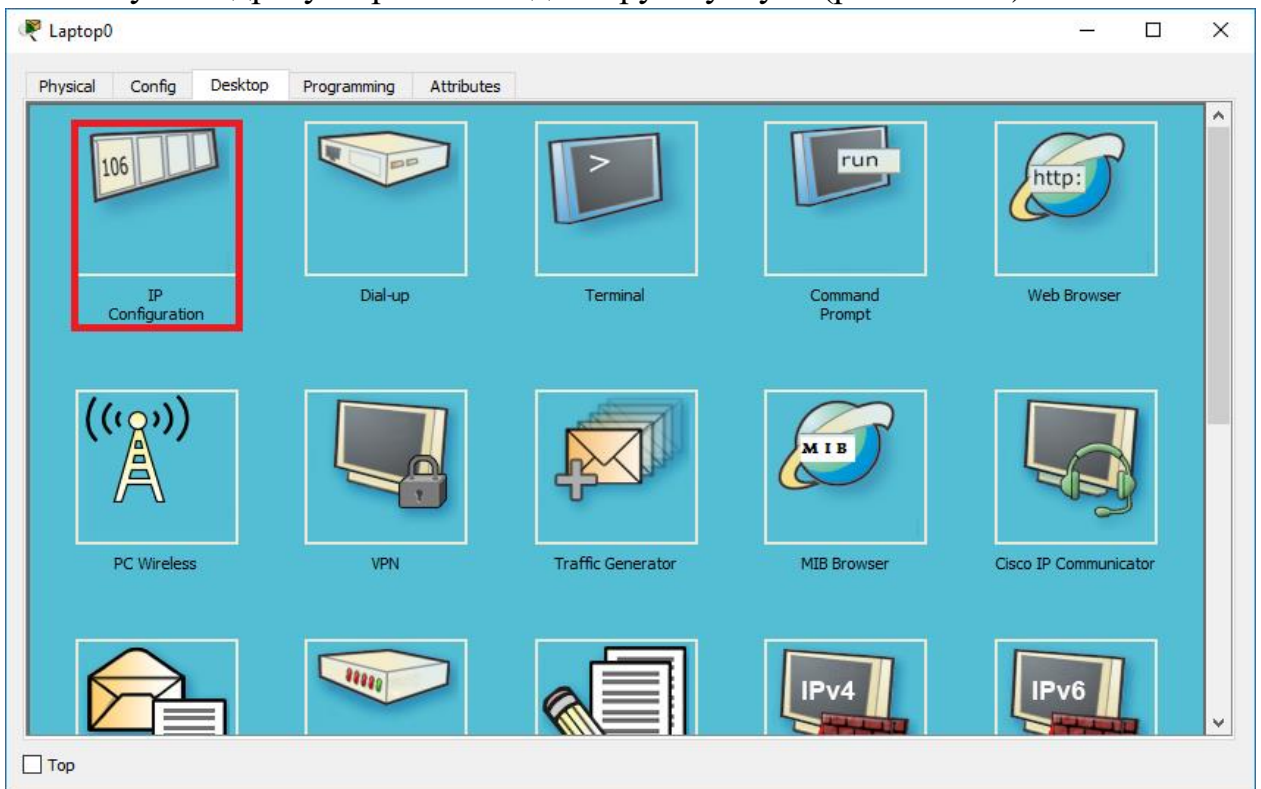 Laptop0
Physical Config Desktop Programming Attributes
106
>
run
http:
IP
Configuration
Dial-up
Terminal
Command
Prompt
Web Browser
MIB
PC Wireless
VPN
Traffic Generator
MIB Browser
Cisco IP Communicator
IPv4
IPv6
Top